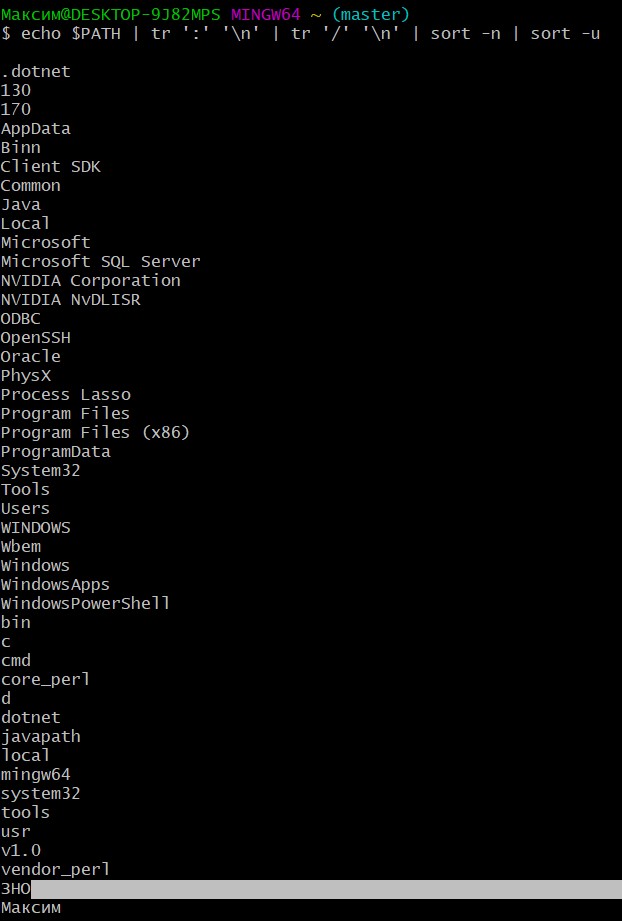 Максим@DESKTOP-9J82MPS MINGW64 ~ (master)
$ echo $PATH | tr ':' '\n' | tr '/' '\n' | sort -n | sort -u
.dotnet
130
170
AppData
Binn
Client SDK
Common
Java
Local
Microsoft
Microsoft SQL Server
NVIDIA Corporation
NVIDIA NvDLISR
ODBC
OpenSSH
Oracle
PhysX
Process Lasso
Program Files
Program Files (x86)
ProgramData
System32
Tools
Users
WINDOWS
Wbem
Windows
WindowsApps
WindowsPowerShell
bin
c
cmd
core_perl
d
dotnet
javapath
local
mingw64
system32
tools
usr
v1.0
vendor_perl
ЗНО
Максим